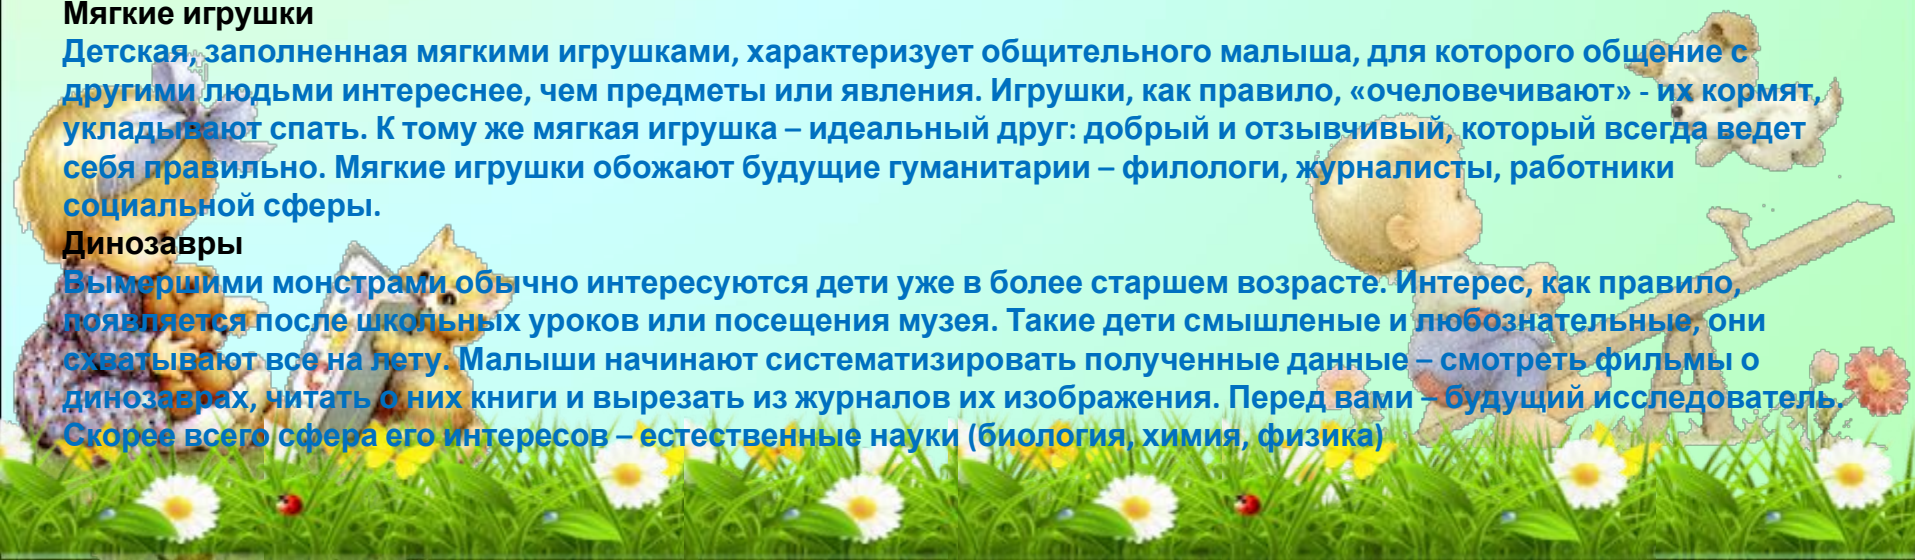 Мягкие игрушки
Детская, заполненная мягкими игрушками, характеризует общительного малыша, для которого общение с
другими людьми интереснее, чем предметы или явления. Игрушки, как правило, «очеловечивают» - их кормят,
укладывают спать. К тому же мягкая игрушка – идеальный друг: добрый и отзывчивый, который всегда ведет
себя правильно. Мягкие игрушки обожают будущие гуманитарии – филологи, журналисты, работники
социальной сферы.
Динозавры
Вымершими монстрами обычно интересуются дети уже в более старшем возрасте. Интерес, как правило,
появляется после школьных уроков или посещения музея. Такие дети смышленые и любознательные, они
схватывают все на лету. Малыши начинают систематизировать полученные данные – смотреть фильмы о
динозаврах, читать о них книги и вырезать из журналов их изображения. Перед вами – будущий исследователь.
Скорее всего сфера его интересов – естественные науки (биология, химия, физика)